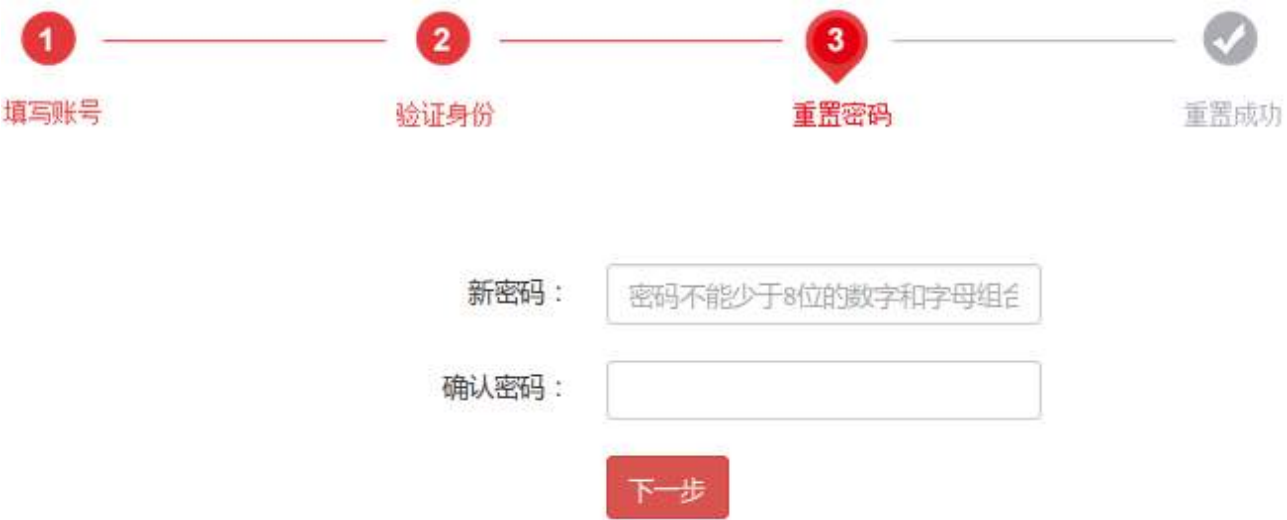 1 2 3
填写账号 验证身份 重置密码 重置成功
新密码： 密码不能少于8位的数字和字母组合
确认密码：
下一步